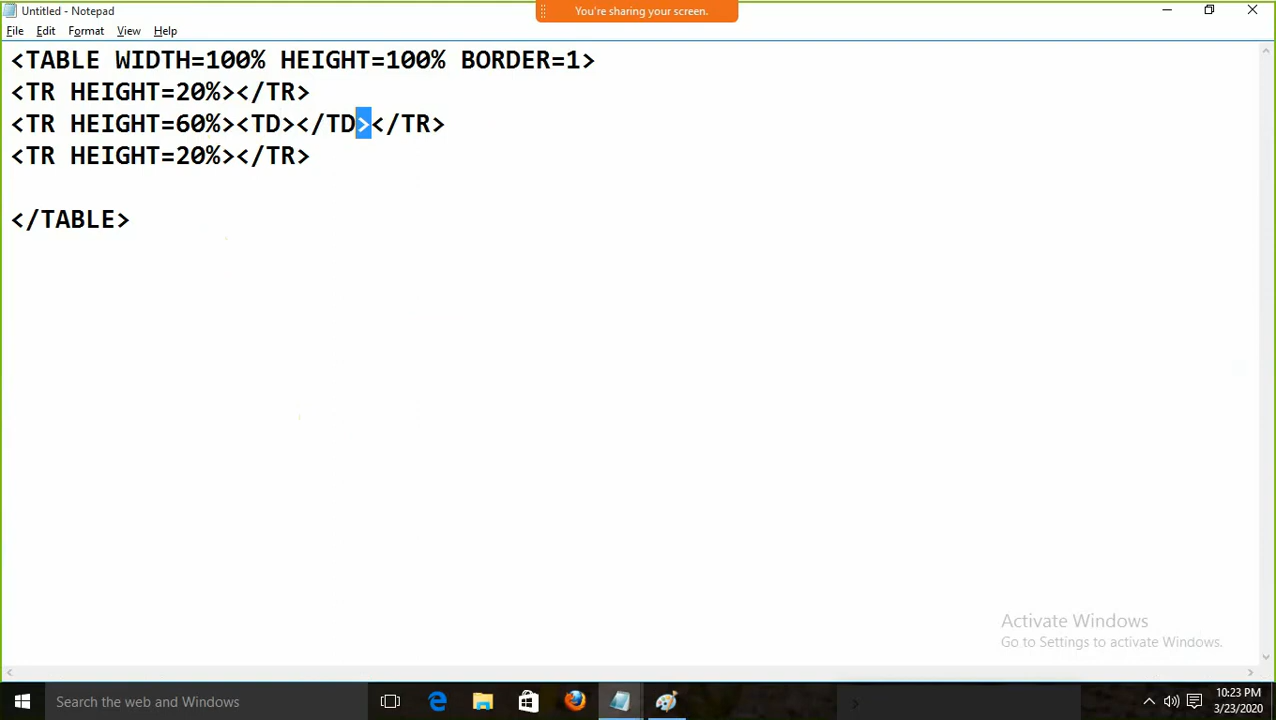 Untitled - Notepad
You're sharing your screen.
File Edit Format View Help
<TABLE WIDTH=100% HEIGHT=100% BORDER=1>
<TR HEIGHT=20%></TR>
<TR HEIGHT=60%><TD></TD></TR>
<TR HEIGHT=20%></TR>
</TABLE>
Activate Windows
Go to Settings to activate Windows.
Search the web and Windows
10:23 PM
3/23/2020